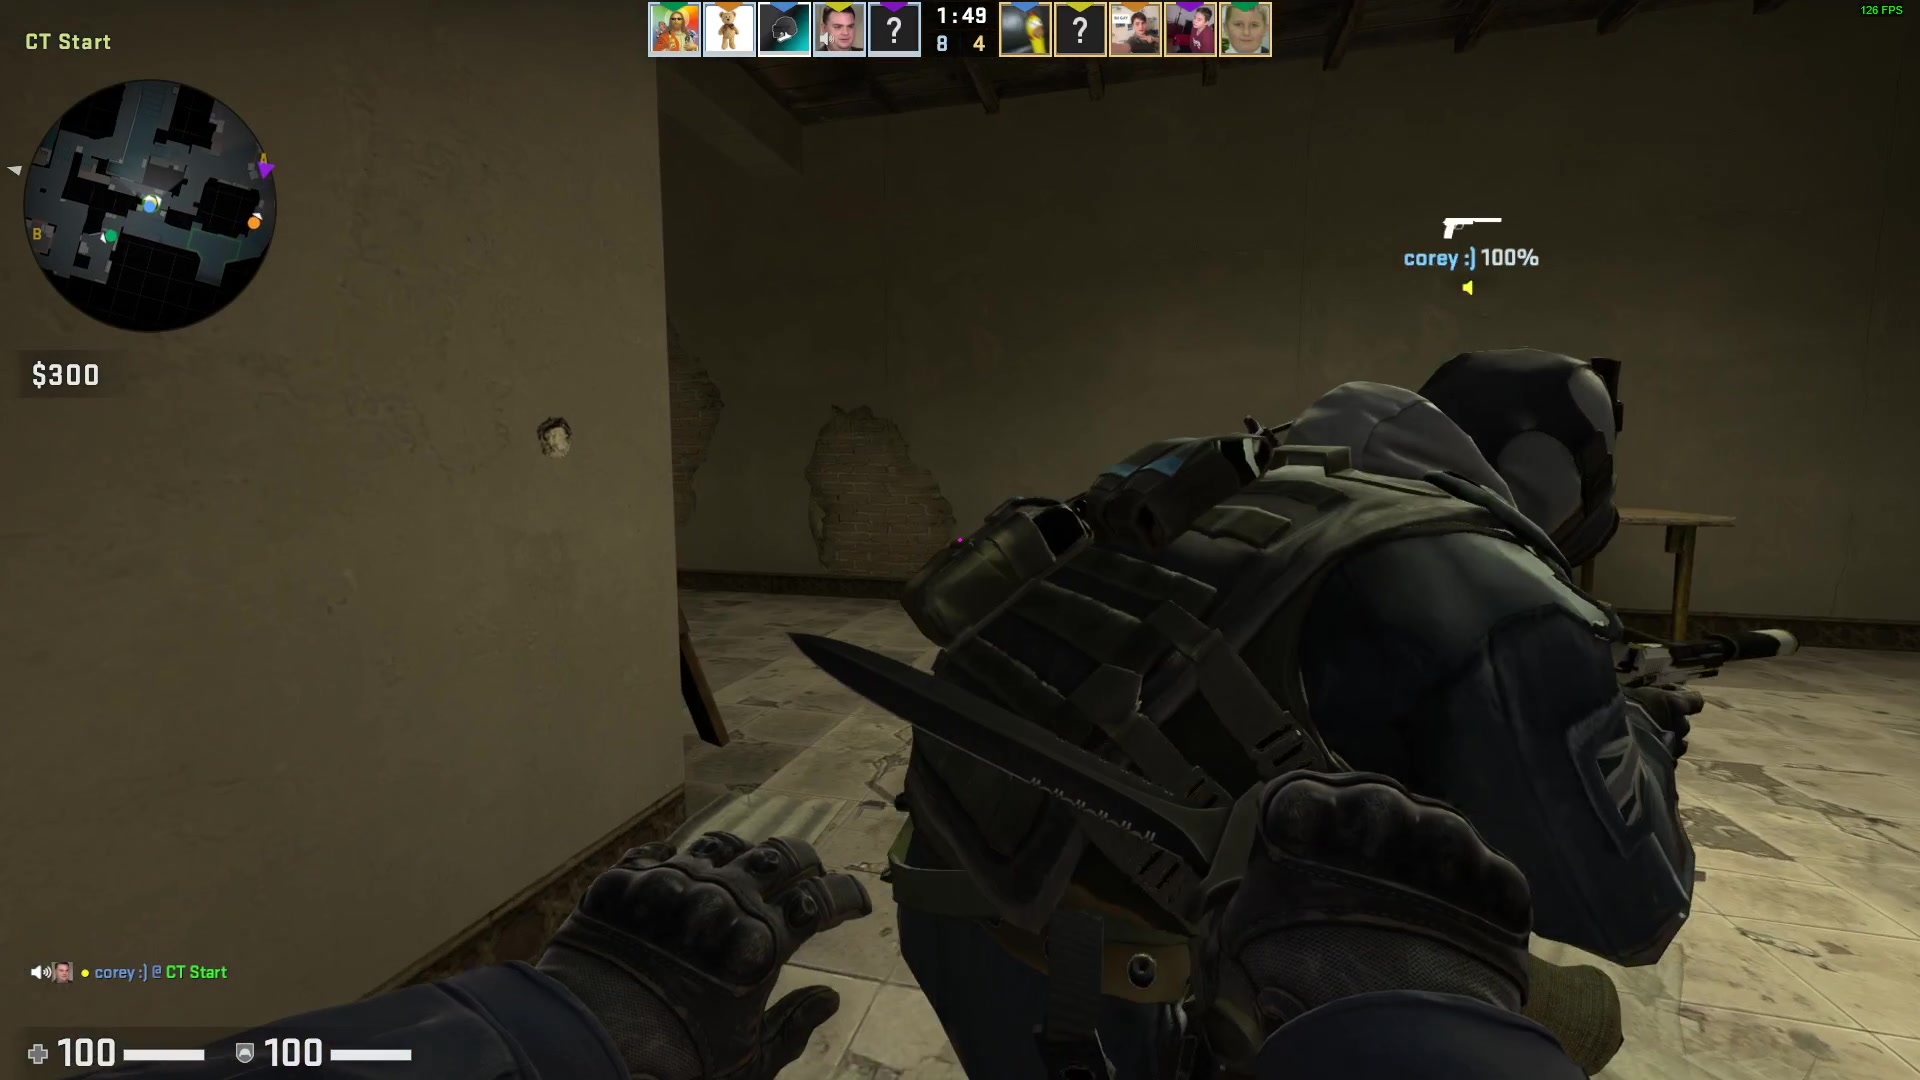 126 FPS
CT Start
?
1:49
8 4
?
A
B
corey :) 100%
$300
corey :) @ CT Start
100
100